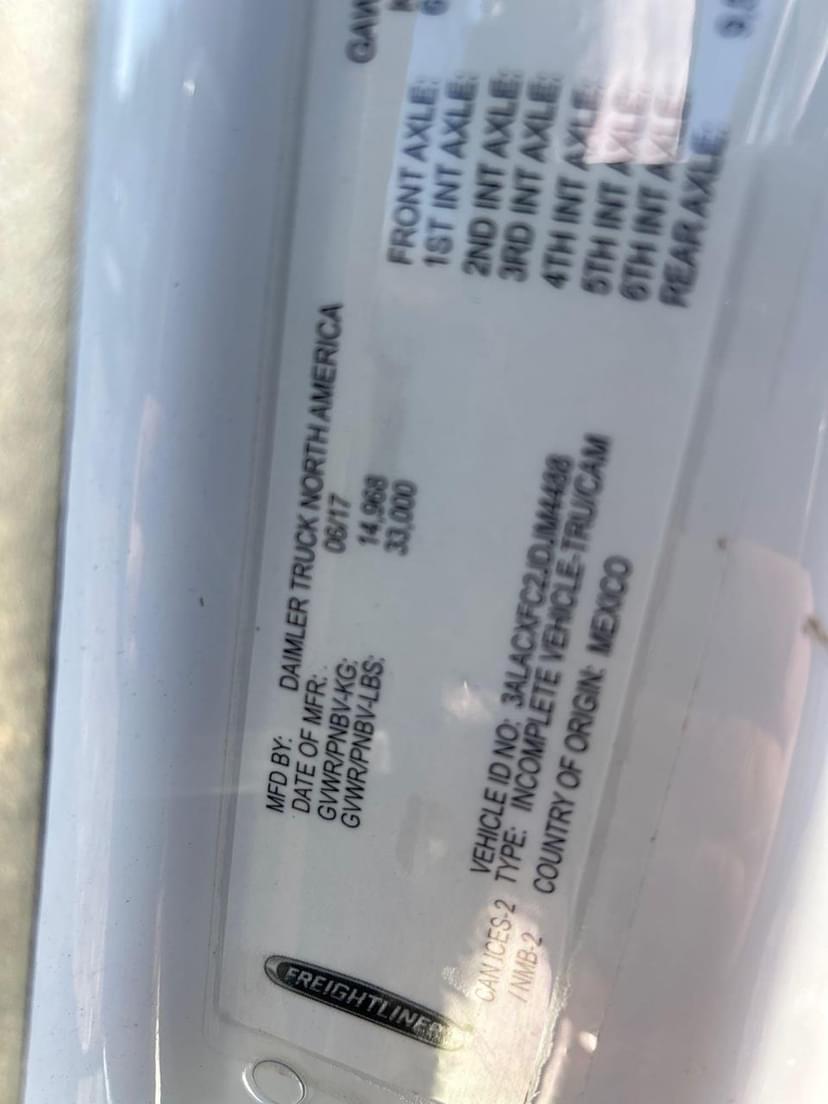 FREIGHTLINER
MFD BY: DAIMLER TRUCK NORTH AMERICA
DATE OF MFR: 06/17
GVWR/PNBV-KG: 14,968
GVWR/PNBV-LBS: 33,000
FRONT AXLE:
1ST INT AXLE:
2ND INT AXLE:
3RD INT AXLE:
4TH INT AXLE:
5TH INT AXLE:
6TH INT AXLE:
REAR AXLE:
CAN ICES-2
/ NMB-2
VEHICLE ID NO: 3ALACXFC2JDJM4488
TYPE: INCOMPLETE VEHICLE-TRU/CAM
COUNTRY OF ORIGIN: MEXICO